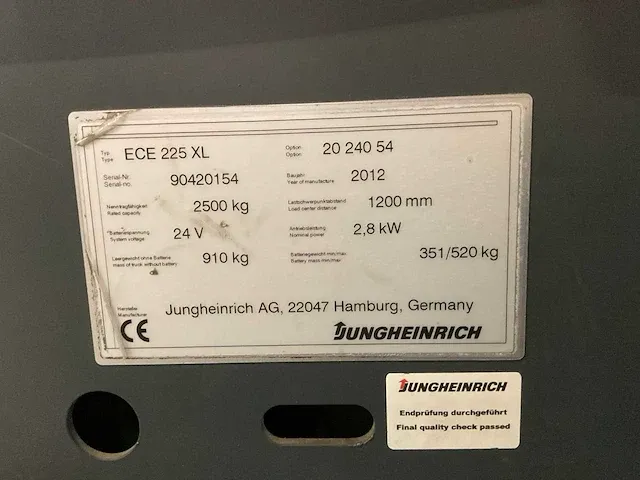 Typ
Type
ECE 225 XL
Option
Option
20 240 54
Serial-Nr.
Serial-no.
90420154
Baujahr
Year of manufacture
2012
Nenntragfähigkeit
Rated capacity
2500 kg
Lastschwerpunktabstand
Load center distance
1200 mm
Batteriespannung
System voltage
24 V
Antriebsleistung
Nominal power
2,8 kW
Leergewicht ohne Batterie
mass of truck without battery
910 kg
Batteriegewicht min/max
Battery mass min/max
351/520 kg
Hersteller
Manufacturer
Jungheinrich AG, 22047 Hamburg, Germany
CE
JUNGHEINRICH
JUNGHEINRICH
Endprüfung durchgeführt
Final quality check passed